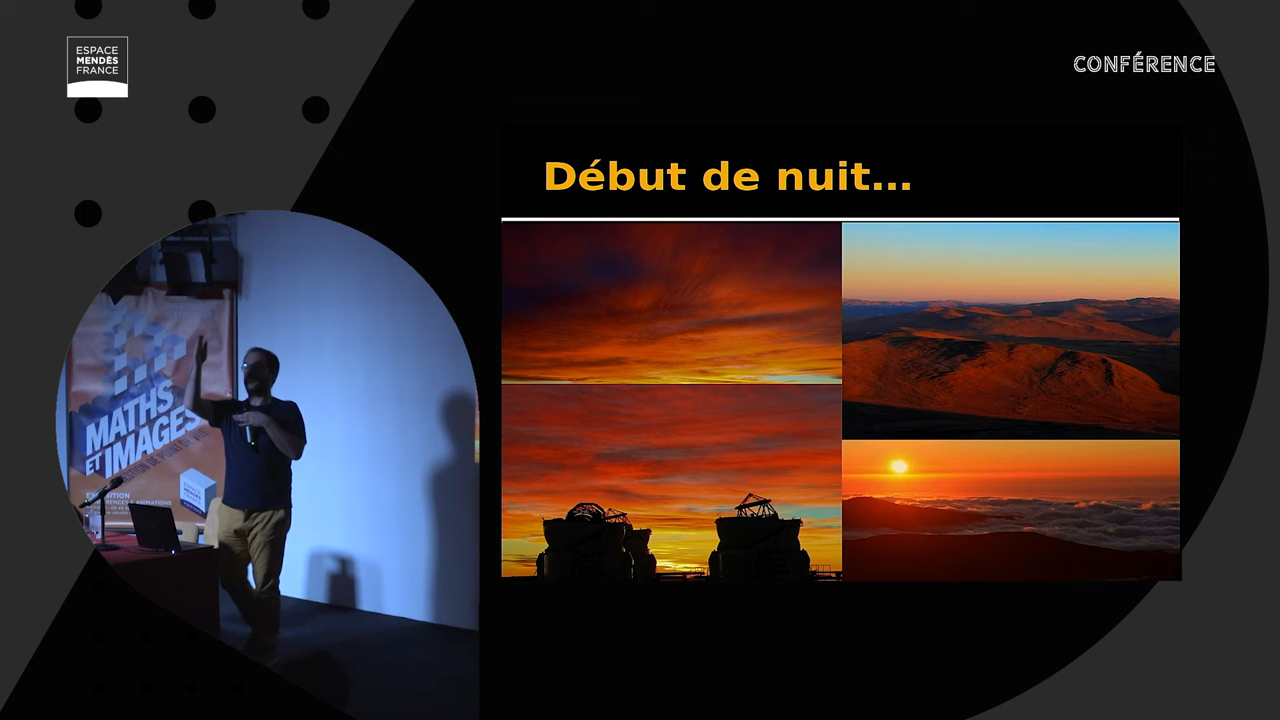 ESPACE
MENDÈS
FRANCE
CONFÉRENCE
Début de nuit...
MATHS
ET IMAGES